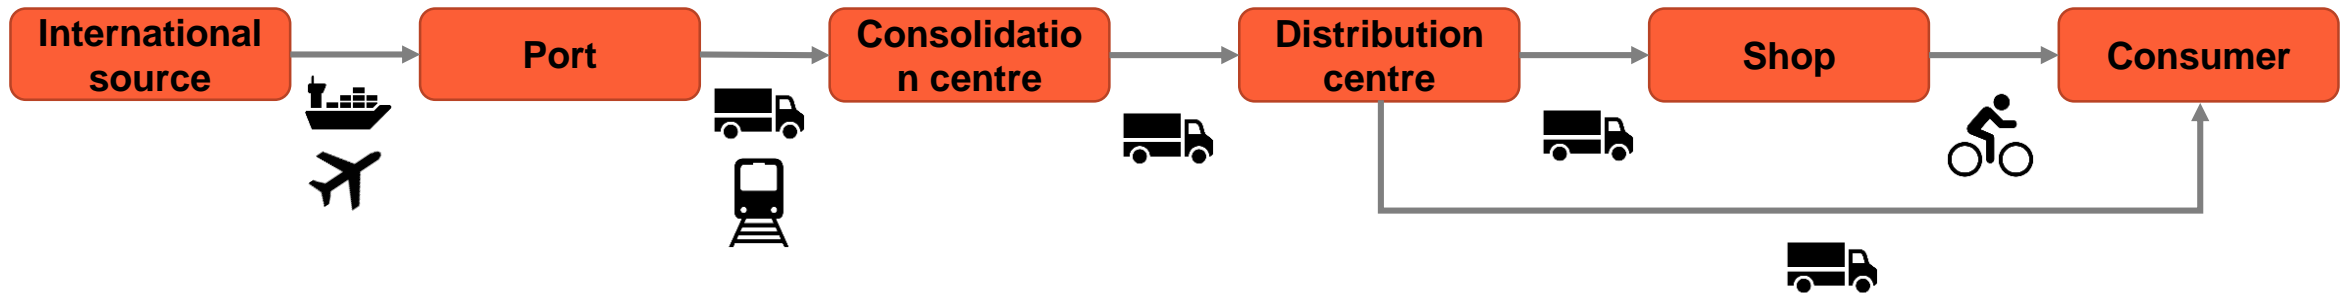 International
source
Port
Consolidatio
n centre
Distribution
centre
Shop
Consumer